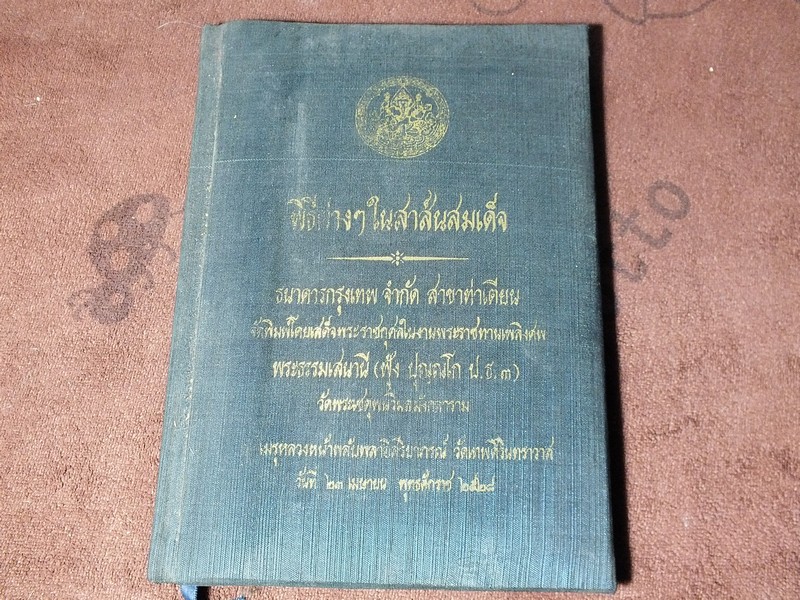 พิธีต่างๆ ในสาส์นสมเด็จ
ธนาคารกรุงเทพ จำกัด สาขาท่าเตียน
จัดพิมพ์โดยเสด็จพระราชกุศลในงานพระราชทานเพลิงศพ
พระธรรมเสนานี (ฟุ้ง ปุณฺณโก ป.ธ. ๓)
วัดพระเชตุพนวิมลมังคลาราม
เมรุหลวงหน้าพลับพลาอิศริยาภรณ์ วัดเทพศิรินทราวาส
วันที่ ๒๓ เมษายน พุทธศักราช ๒๕๒๘